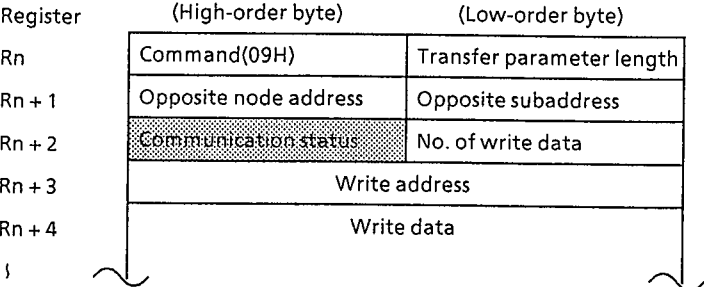 Register (High-order byte) (Low-order byte)
Rn Command(09H) Transfer parameter length
Rn + 1 Opposite node address Opposite subaddress
Rn + 2 Communication status No. of write data
Rn + 3 Write address
Rn + 4 Write data